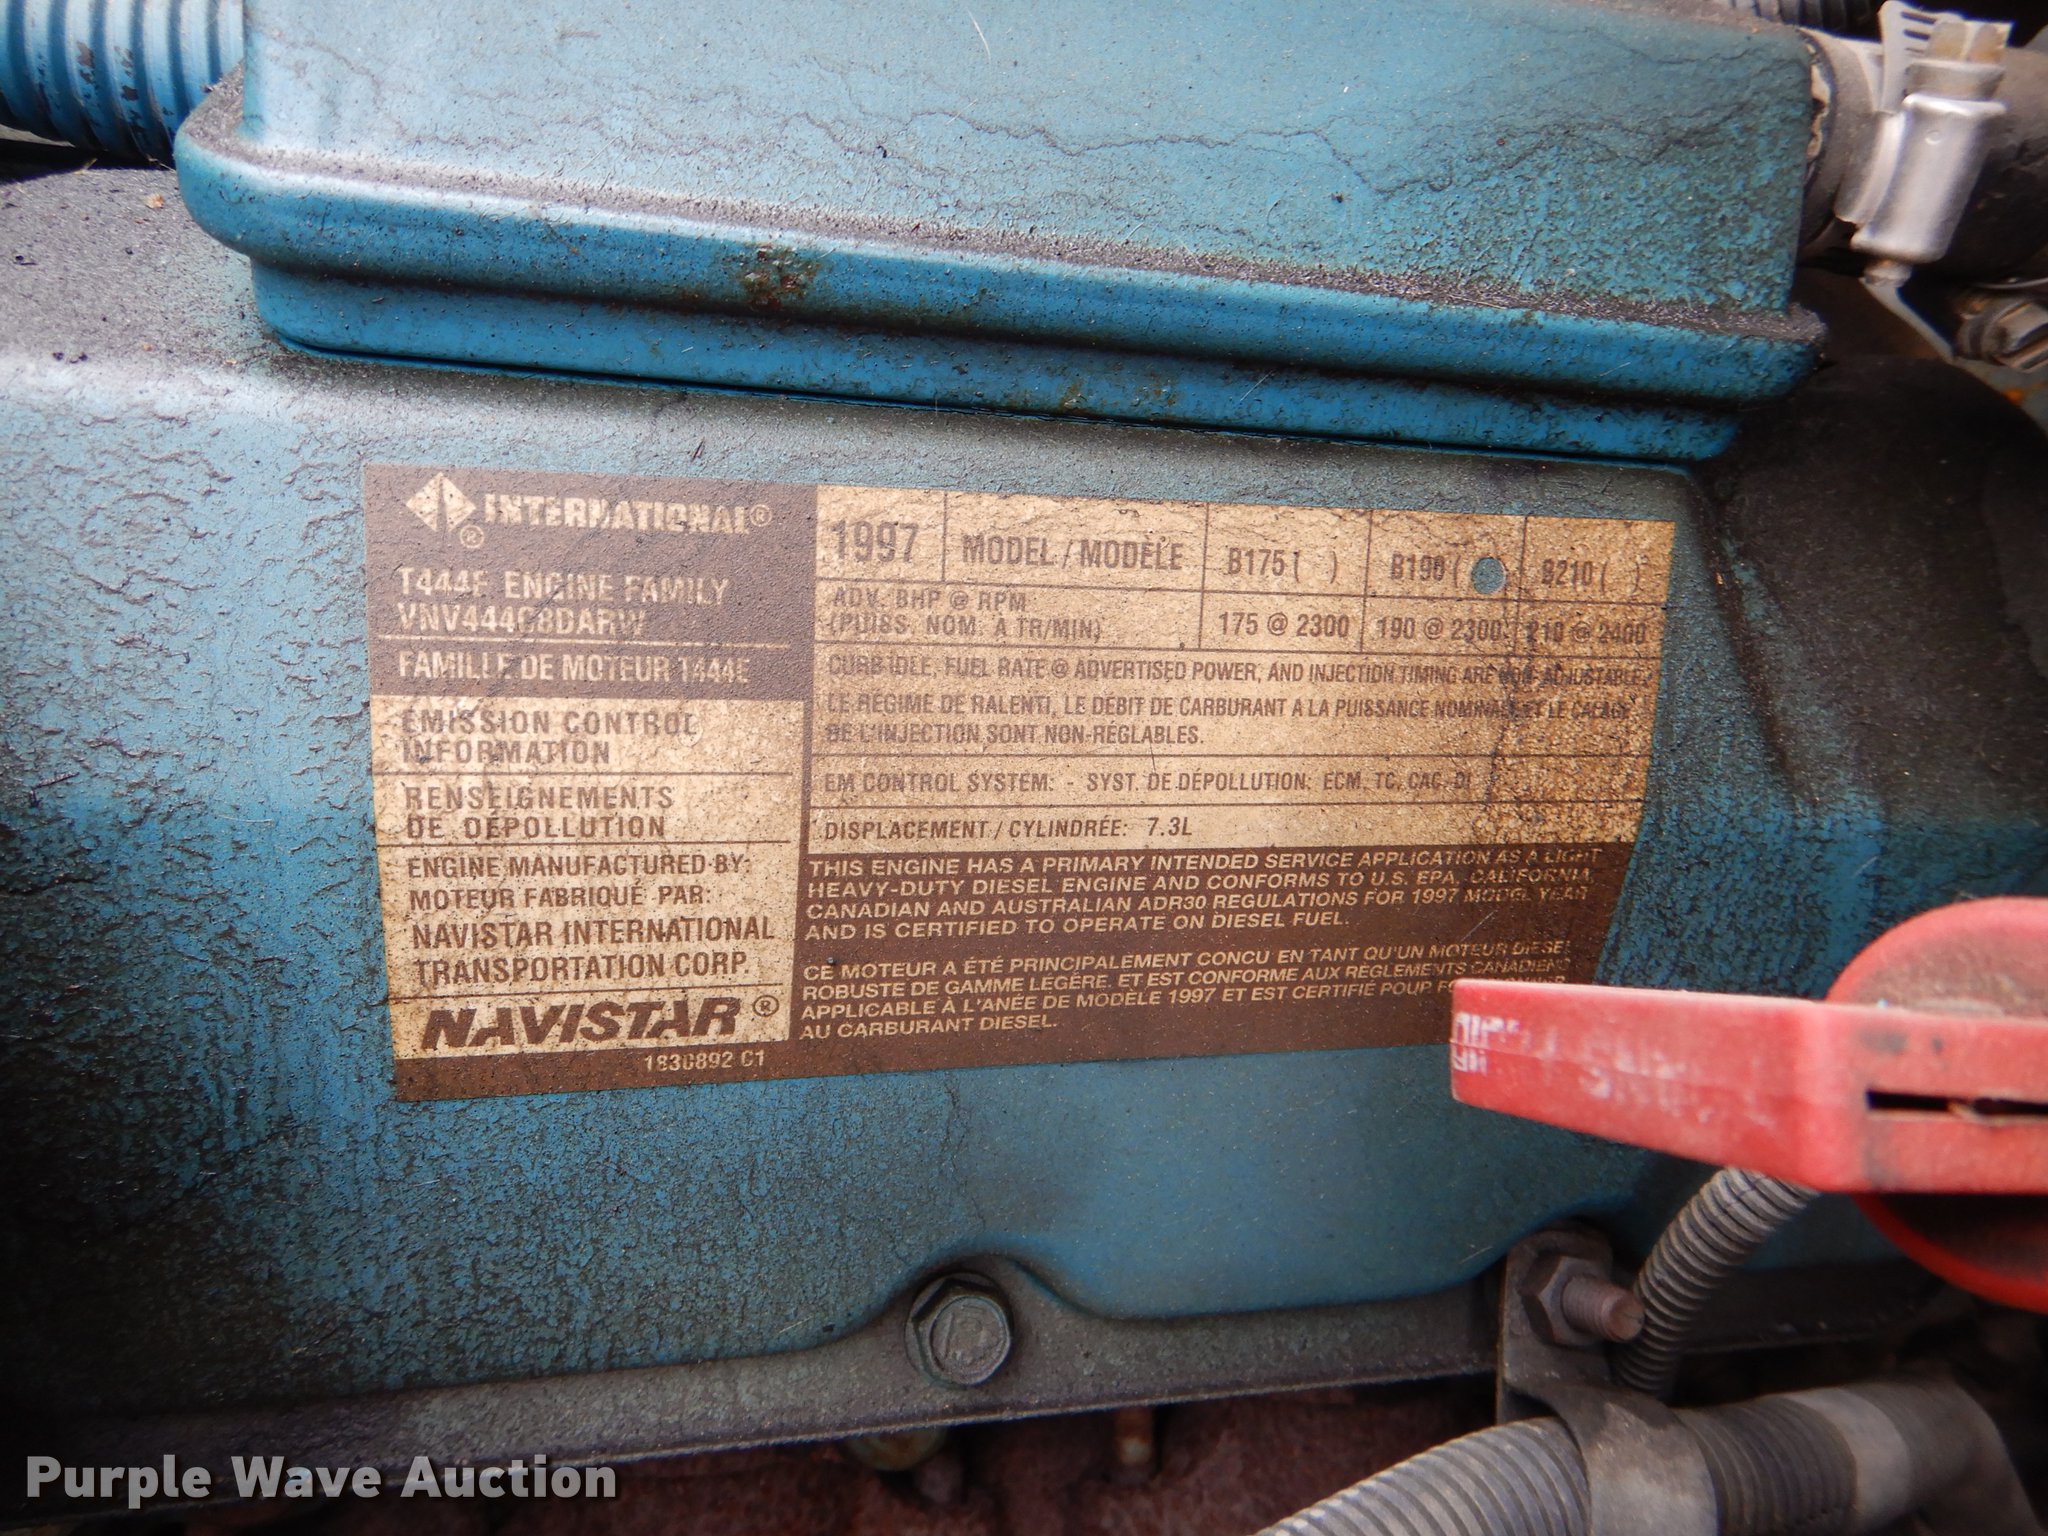 INTERNATIONAL®
®
T444E ENGINE FAMILY
VNV444C8DARW
FAMILLE DE MOTEUR T444E
EMISSION CONTROL
INFORMATION
RENSEIGNEMENTS
DE DÉPOLLUTION
ENGINE MANUFACTURED BY:
MOTEUR FABRIQUÉ PAR:
NAVISTAR INTERNATIONAL
TRANSPORTATION CORP.
NAVISTAR®
1830892 C1
1997 MODEL / MODÈLE B175 ( ) B190 ( B210 ( )
ADV. BHP @ RPM
(PUISS. NOM. A TR/MIN) 175 @ 2300 190 @ 2300 210 @ 2400
CURB IDLE, FUEL RATE @ ADVERTISED POWER, AND INJECTION TIMING ARE NON-ADJUSTABLE.
LE REGIME DE RALENTI, LE DEBIT DE CARBURANT A LA PUISSANCE NOMINALE ET LE CALAGE
DE L'INJECTION SONT NON-RÉGLABLES.
EM CONTROL SYSTEM: - SYST. DE DÉPOLLUTION: ECM, TC, CAC, DI
DISPLACEMENT / CYLINDRÉE: 7.3L
THIS ENGINE HAS A PRIMARY INTENDED SERVICE APPLICATION AS A LIGHT
HEAVY-DUTY DIESEL ENGINE AND CONFORMS TO U.S. EPA, CALIFORNIA,
CANADIAN AND AUSTRALIAN ADR30 REGULATIONS FOR 1997 MODEL YEAR
AND IS CERTIFIED TO OPERATE ON DIESEL FUEL.
CE MOTEUR A ÉTÉ PRINCIPALEMENT CONCU EN TANT QU'UN MOTEUR DIESEL
ROBUSTE DE GAMME LEGÉRE. ET EST CONFORME AUX RÉGLEMENTS CANADIENS
APPLICABLE À L'ANÉE DE MODÈLE 1997 ET EST CERTIFIÉ POUP
AU CARBURANT DIESEL.
Purple Wave Auction